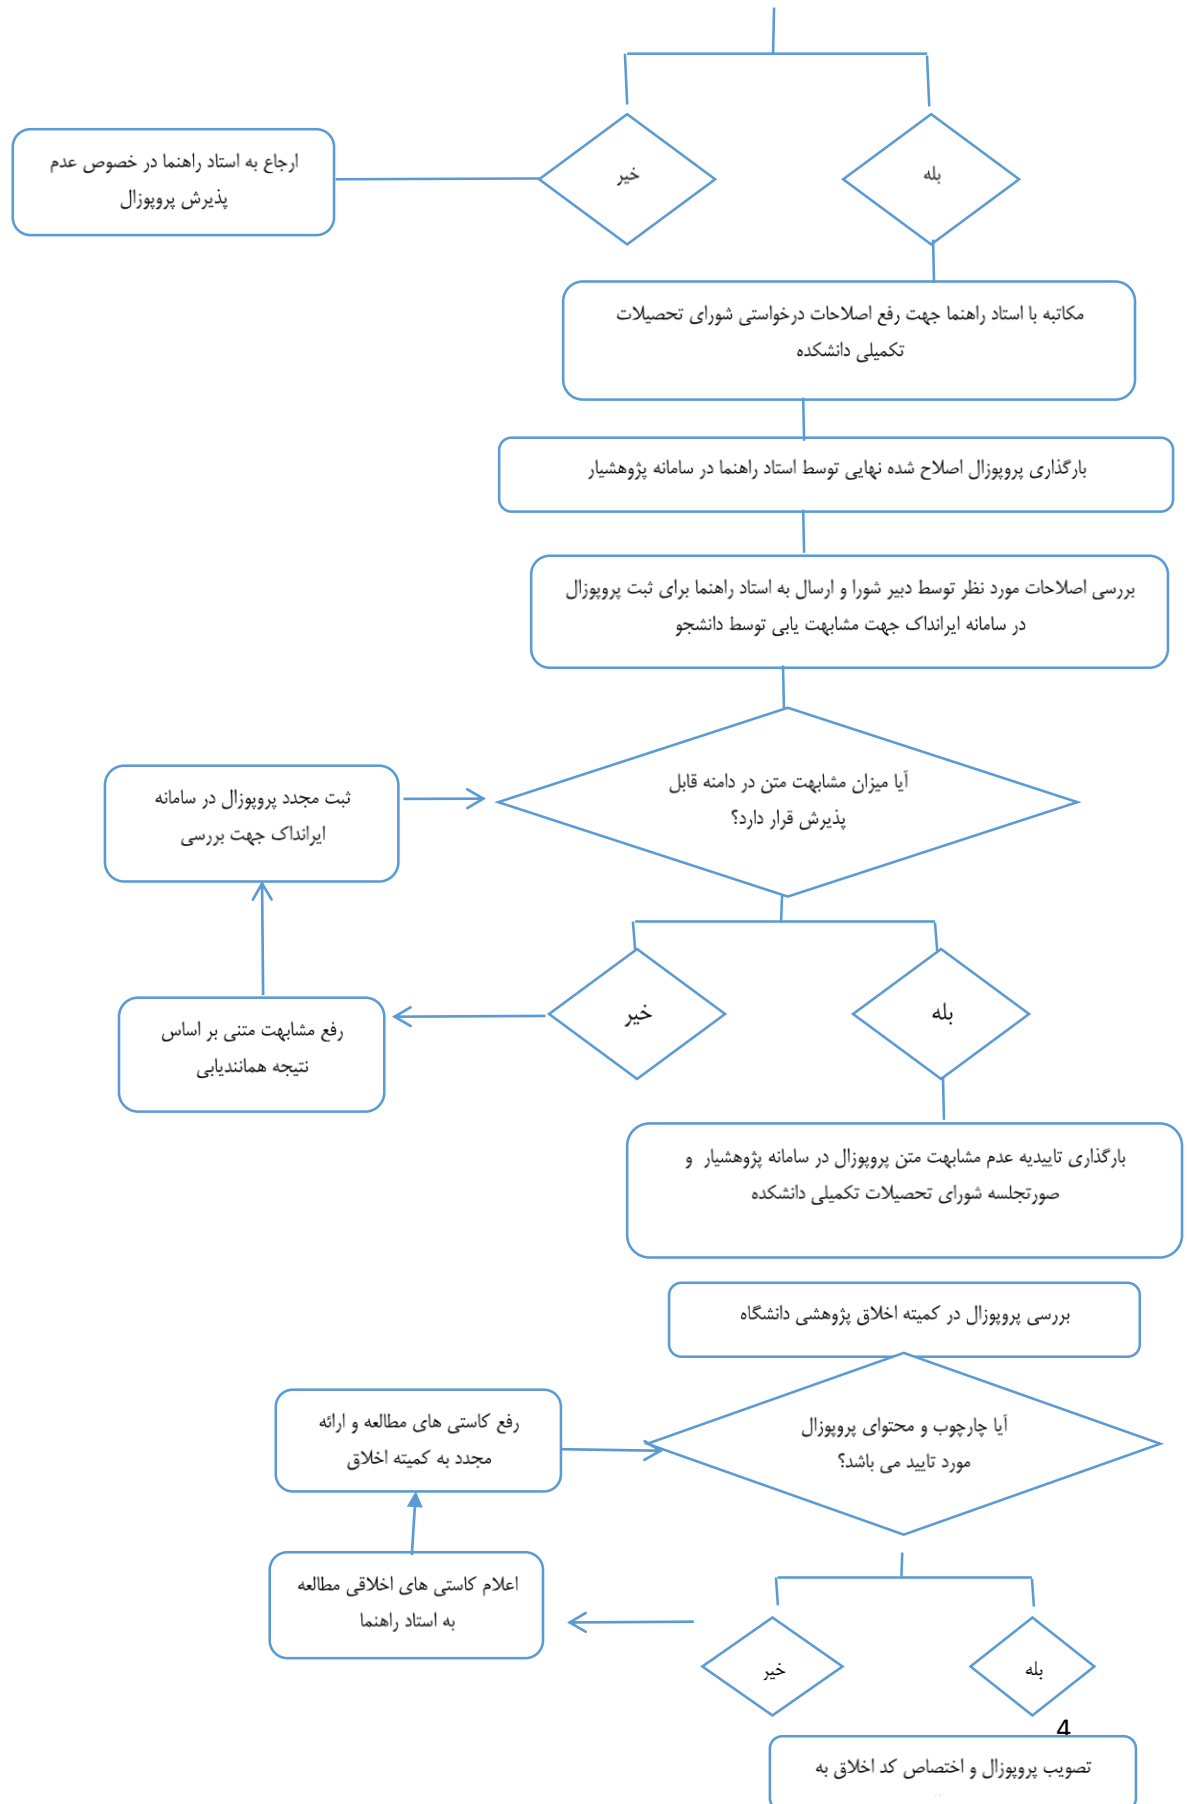 بله
خیر
ارجاع به استاد راهنما در خصوص عدم
پذیرش پروپوزال
مکاتبه با استاد راهنما جهت رفع اصلاحات درخواستی شورای تحصیلات
تکمیلی دانشکده
بارگذاری پروپوزال اصلاح شده نهایی توسط استاد راهنما در سامانه پژوهشیار
بررسی اصلاحات مورد نظر توسط دبیر شورا و ارسال به استاد راهنما برای ثبت پروپوزال
در سامانه ایرانداک جهت مشابهت یابی توسط دانشجو
آیا میزان مشابهت متن در دامنه قابل
پذیرش قرار دارد؟
ثبت مجدد پروپوزال در سامانه
ایرانداک جهت بررسی
بله
خیر
رفع مشابهت متنی بر اساس
نتیجه همانندیابی
بارگذاری تاییدیه عدم مشابهت متن پروپوزال در سامانه پژوهشیار و
صورتجلسه شورای تحصیلات تکمیلی دانشکده
بررسی پروپوزال در کمیته اخلاق پژوهشی دانشگاه
آیا چارچوب و محتوای پروپوزال
مورد تایید می باشد؟
رفع کاستی های مطالعه و ارائه
مجدد به کمیته اخلاق
اعلام کاستی های اخلاقی مطالعه
به استاد راهنما
بله
خیر
4
تصویب پروپوزال و اختصاص کد اخلاق به